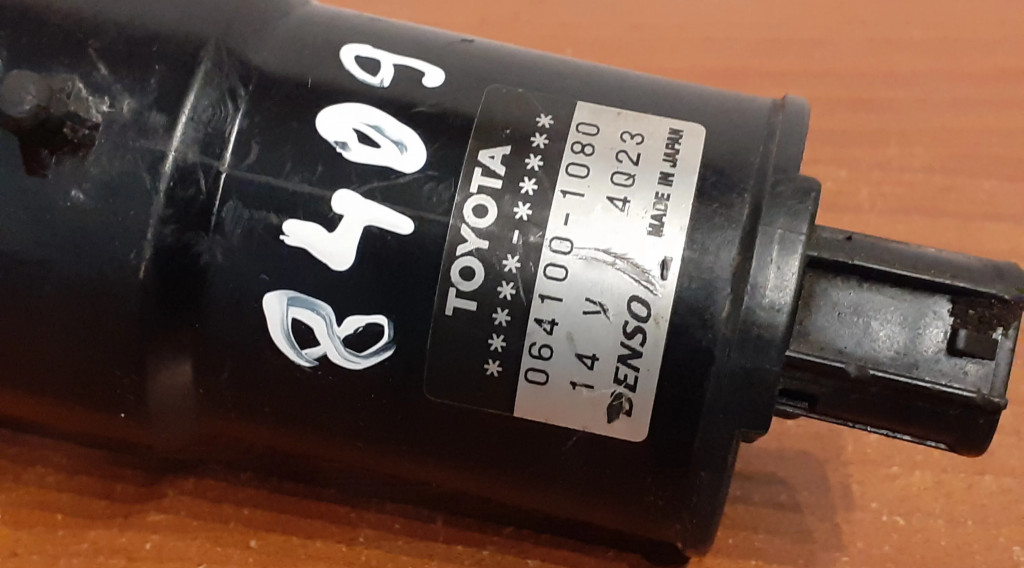 8409
TOYOTA
*****-*****
064100-1080
14 V 4Q23
DENSO MADE IN JAPAN